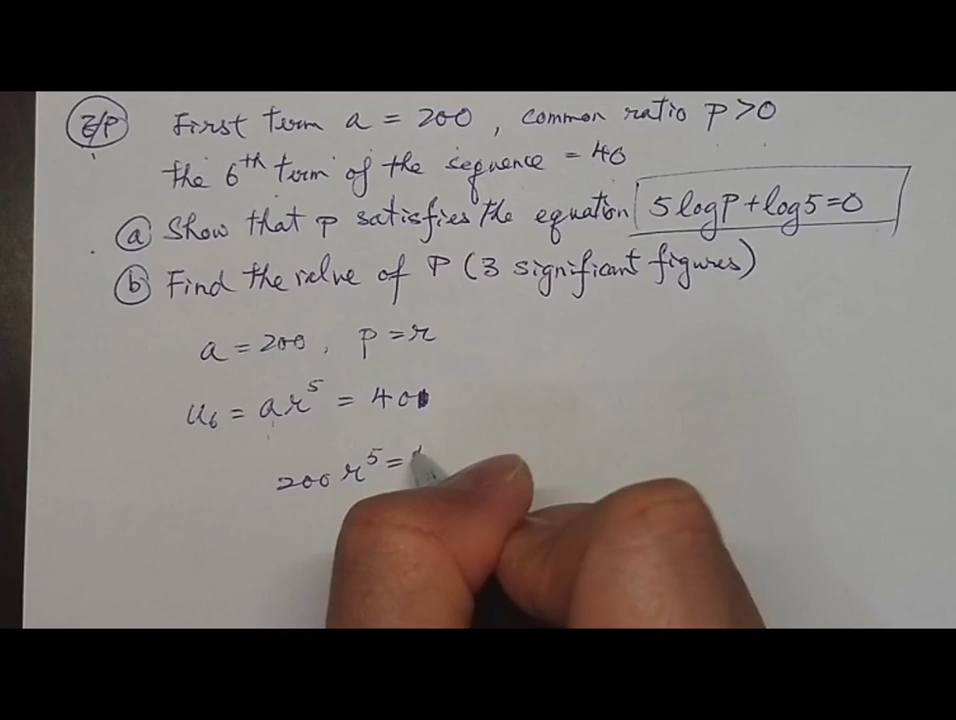 E/P First term a = 200, common ratio p>0
the 6th term of the sequence = 40
(a) Show that p satisfies the equation 5 log P + log 5 = 0
(b) Find the value of P (3 significant figures)
a = 200, p = r
u6 = ar^5 = 40
200 r^5 =